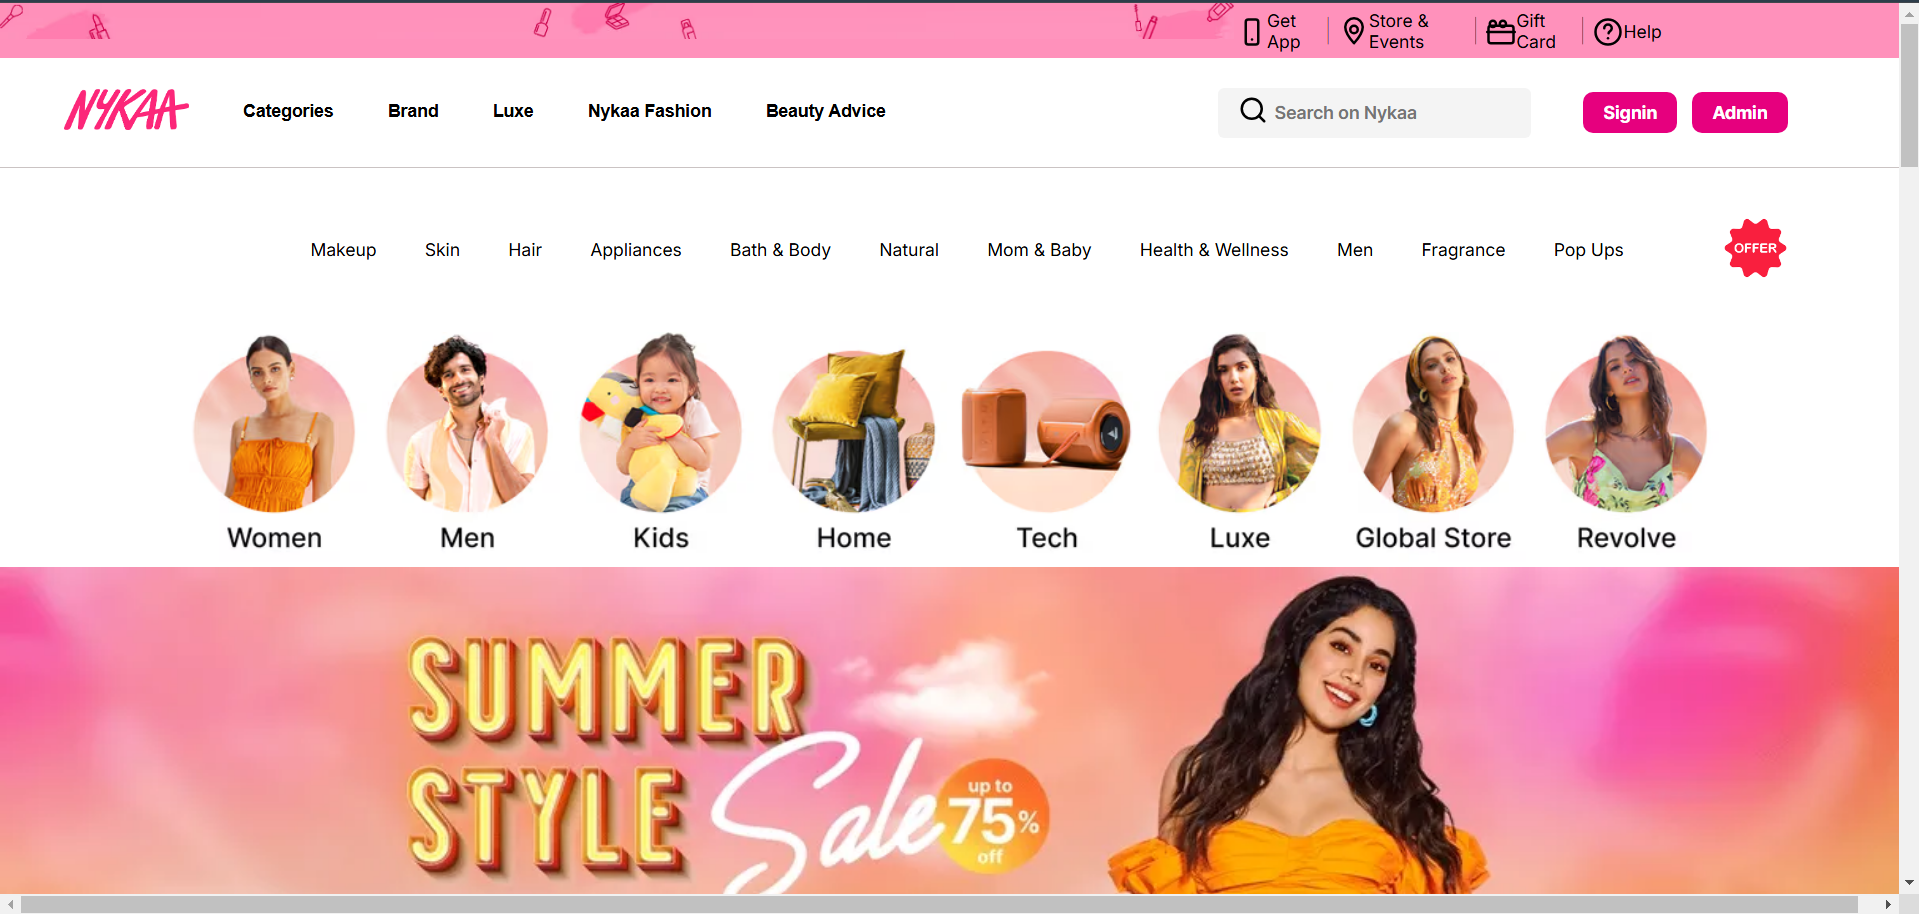 Get
App
Store &
Events
Gift
Card
Help
NYKAA
Categories
Brand
Luxe
Nykaa Fashion
Beauty Advice
Search on Nykaa
Signin
Admin
Makeup
Skin
Hair
Appliances
Bath & Body
Natural
Mom & Baby
Health & Wellness
Men
Fragrance
Pop Ups
OFFER
Women
Men
Kids
Home
Tech
Luxe
Global Store
Revolve
SUMMER
STYLE Sale
up to
75%
off